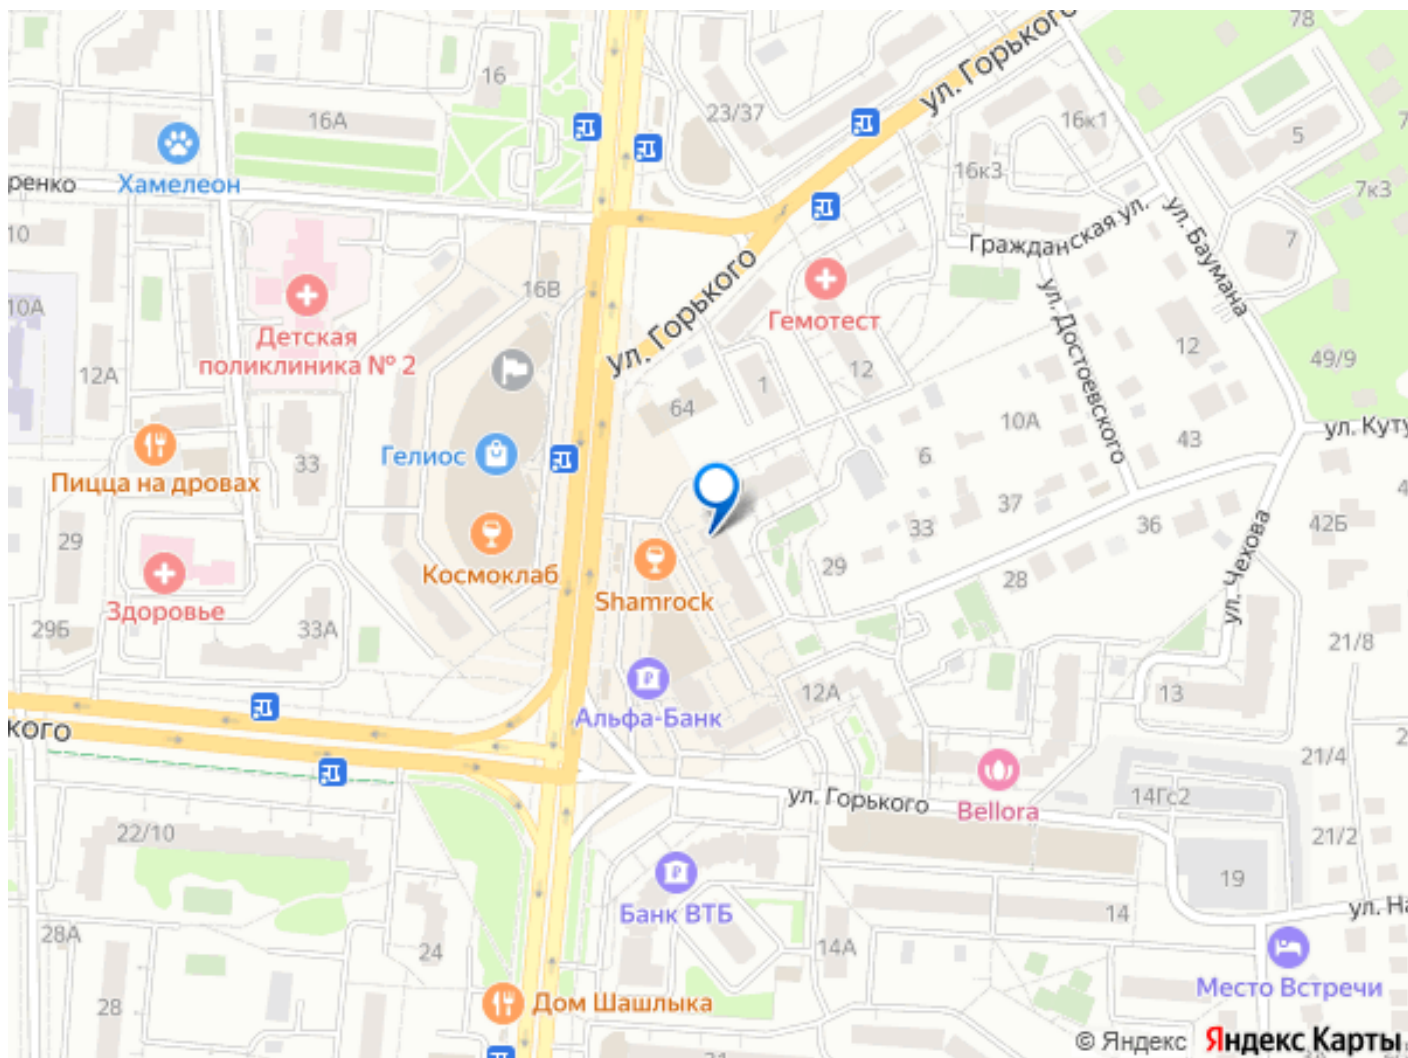 78
ул. Горького
16
23/37
16А
16к1
5
Хамелеон
ренко
16к3
7к3
10
Гражданская ул.
ул. Баумана
7
16В
ул. Горького
Гемотест
ул. Достоевского
10А
Детская
поликлиника № 2
12А
12
1
12
49/9
64
10А
43
ул. Куту
Гелиос
33
6
Пицца на дровах
37
36
42Б
29
33
Космоклаб
Shamrock
29
28
ул. Чехова
Здоровье
29Б
33А
21/8
12А
13
Альфа-Банк
кого
21/4
14Гс2
ул. Горького
Bellora
22/10
21/2
19
Банк ВТБ
14
ул. На
28А
24
14А
Место Встречи
28
Дом Шашлыка
© Яндекс Яндекс Карты